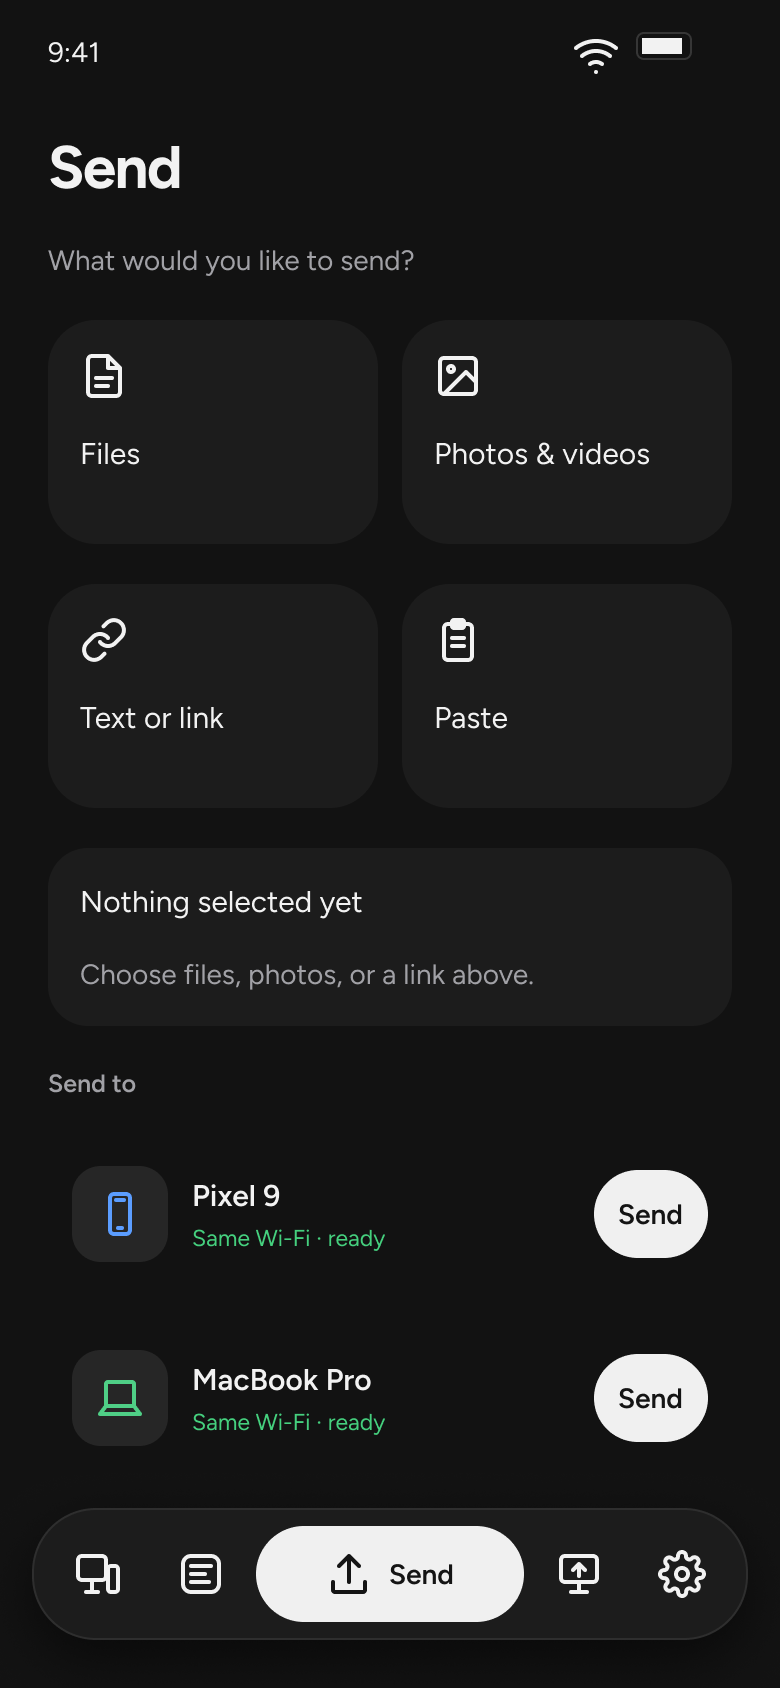 9:41
Send
What would you like to send?
Files
Photos & videos
Text or link
Paste
Nothing selected yet
Choose files, photos, or a link above.
Send to
Pixel 9
Same Wi-Fi · ready
Send
MacBook Pro
Same Wi-Fi · ready
Send
Send